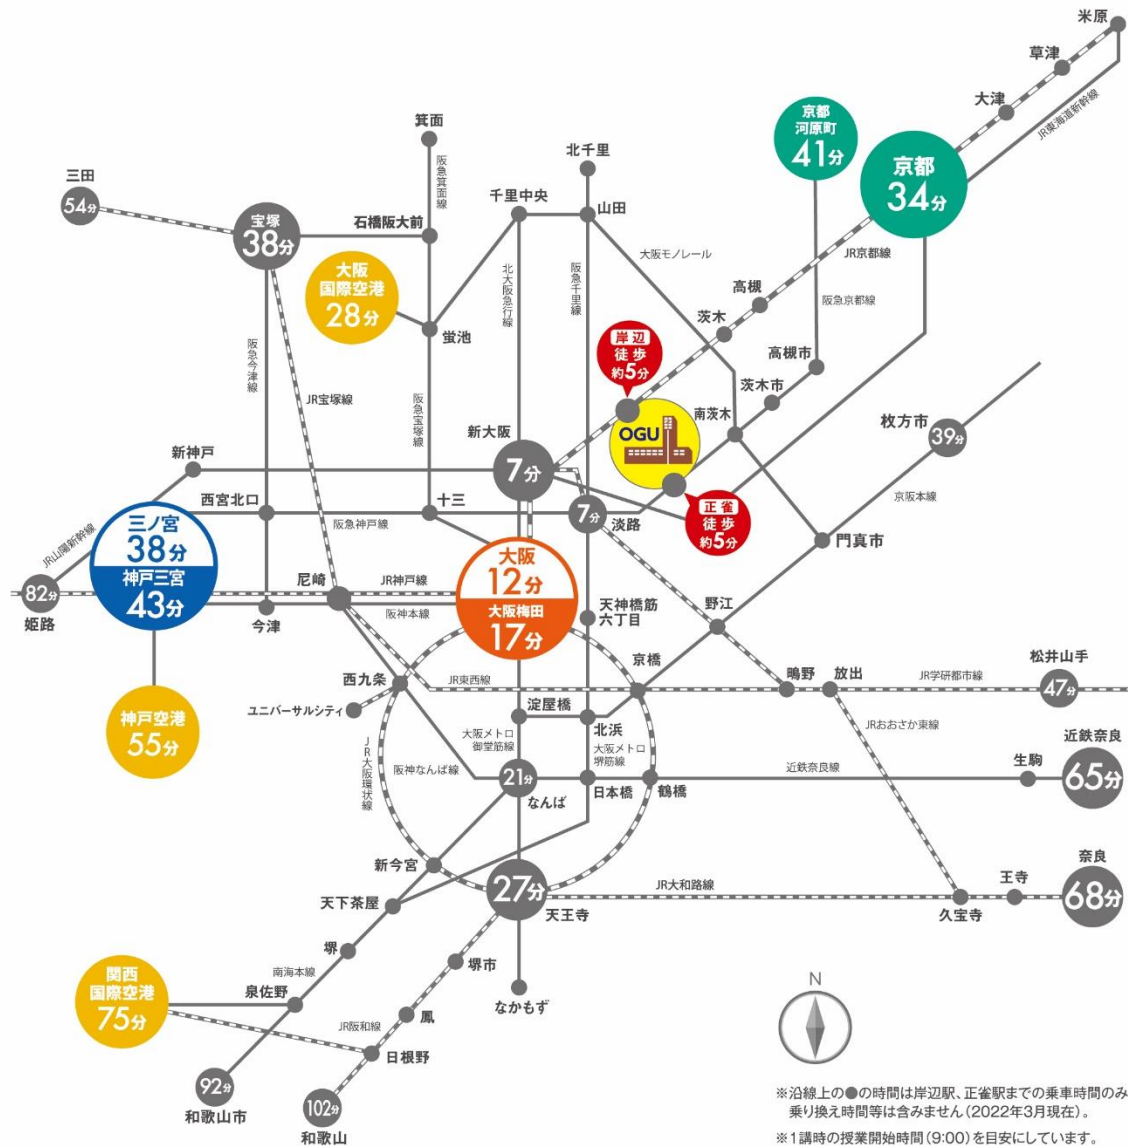 米原
草津
大津
JR東海道新幹線
京都
河原町
41分
京都
34分
箕面
阪急箕面線
北千里
三田
54分
宝塚
38分
石橋阪大前
千里中央
山田
大阪モノレール
JR京都線
大阪
国際空港
28分
北大阪急行線
阪急千里線
高槻
阪急京都線
蛍池
茨木
岸辺
徒歩
約5分
高槻市
阪急今津線
JR宝塚線
阪急宝塚線
茨木市
南茨木
枚方市
39分
OGU
新大阪
7分
新神戸
西宮北口
十三
7分
淡路
正雀
徒歩
約5分
京阪本線
阪急神戸線
JR山陽新幹線
三ノ宮
38分
神戸三宮
43分
門真市
大阪
12分
大阪梅田
17分
82分
姫路
尼崎
JR神戸線
阪神本線
今津
天神橋筋
六丁目
野江
京橋
西九条
JR東西線
鴫野
放出
JR学研都市線
松井山手
47分
ユニバーサルシティ
淀屋橋
北浜
神戸空港
55分
JRおおさか東線
大阪メトロ
御堂筋線
大阪メトロ
堺筋線
JR大阪環状線
阪神なんば線
21分
なんば
日本橋
鶴橋
近鉄奈良線
生駒
近鉄奈良
65分
新今宮
27分
天王寺
JR大和路線
久宝寺
王寺
奈良
68分
天下茶屋
堺
堺市
なかもず
南海本線
関西
国際空港
75分
泉佐野
鳳
JR阪和線
日根野
92分
和歌山市
102分
和歌山
N
※沿線上の●の時間は岸辺駅、正雀駅までの乗車時間のみ
乗り換え時間等は含みません(2022年3月現在)。
※1講時の授業開始時間(9:00)を目安にしています。